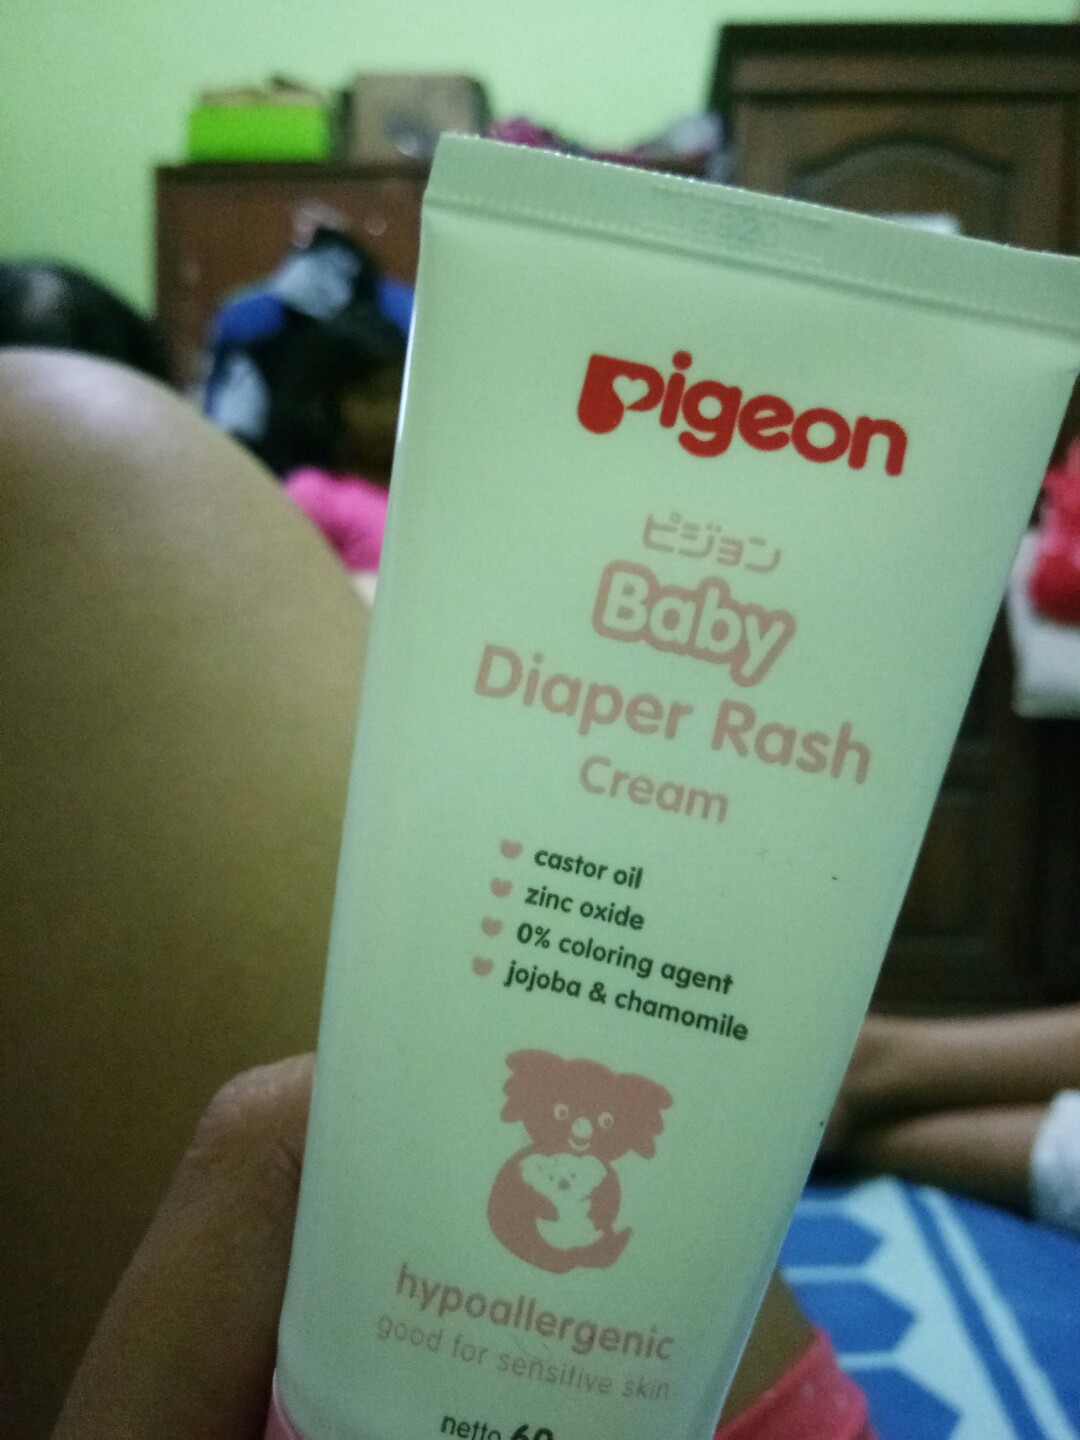 pigeon
ピジョン
Baby
Diaper Rash
Cream
castor oil
zinc oxide
0% coloring agent
jojoba & chamomile
hypoallergenic
good for sensitive skin
netto 60